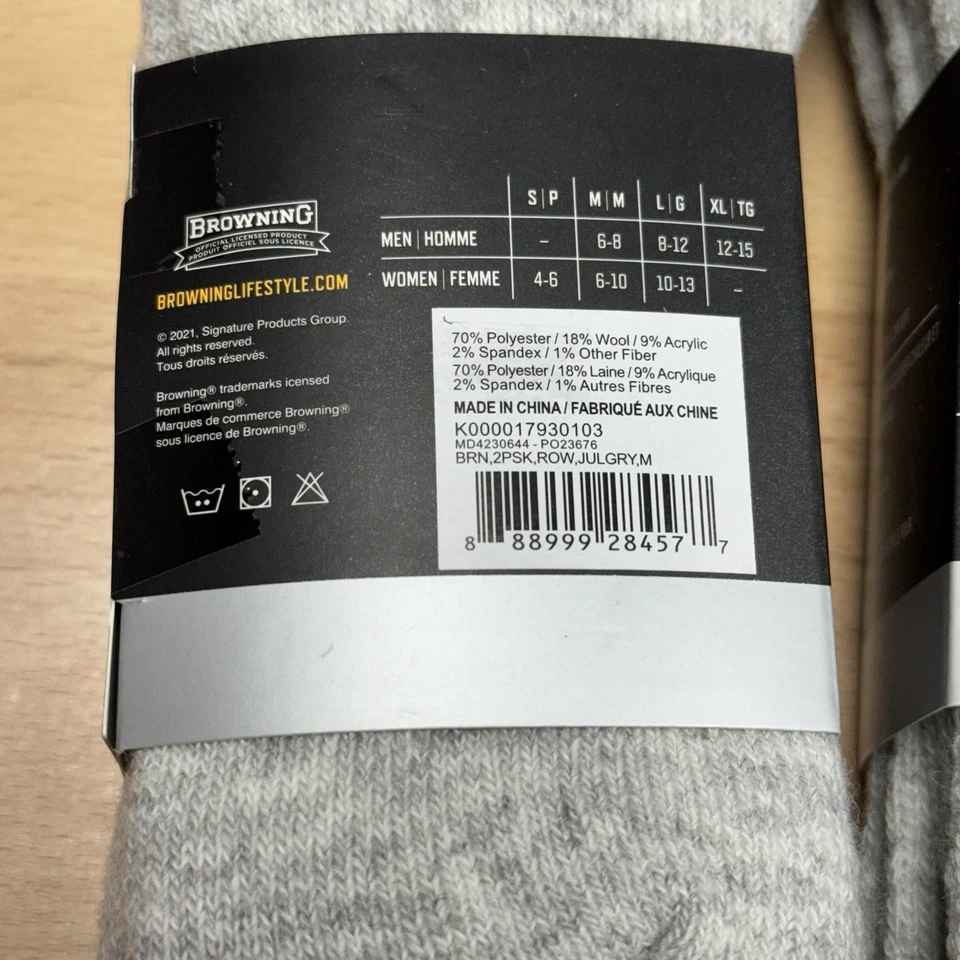 BROWNING
OFFICIAL LICENSED PRODUCT
PRODUIT OFFICIEL SOUS LICENCE
BROWNINGLIFESTYLE.COM
© 2021, Signature Products Group.
All rights reserved.
Tous droits réservés.
Browning® trademarks icensed
from Browning®.
Marques de commerce Browning®
sous licence de Browning®.
S | P M | M L | G XL | TG
MEN | HOMME – 6-8 8-12 12-15
WOMEN | FEMME 4-6 6-10 10-13 –
70% Polyester / 18% Wool / 9% Acrylic
2% Spandex / 1% Other Fiber
70% Polyester / 18% Laine / 9% Acrylique
2% Spandex / 1% Autres Fibres
MADE IN CHINA / FABRIQUÉ AUX CHINE
K000017930103
MD4230644 - PO23676
BRN,2PSK,ROW,JULGRY,M
8 88999 28457 7